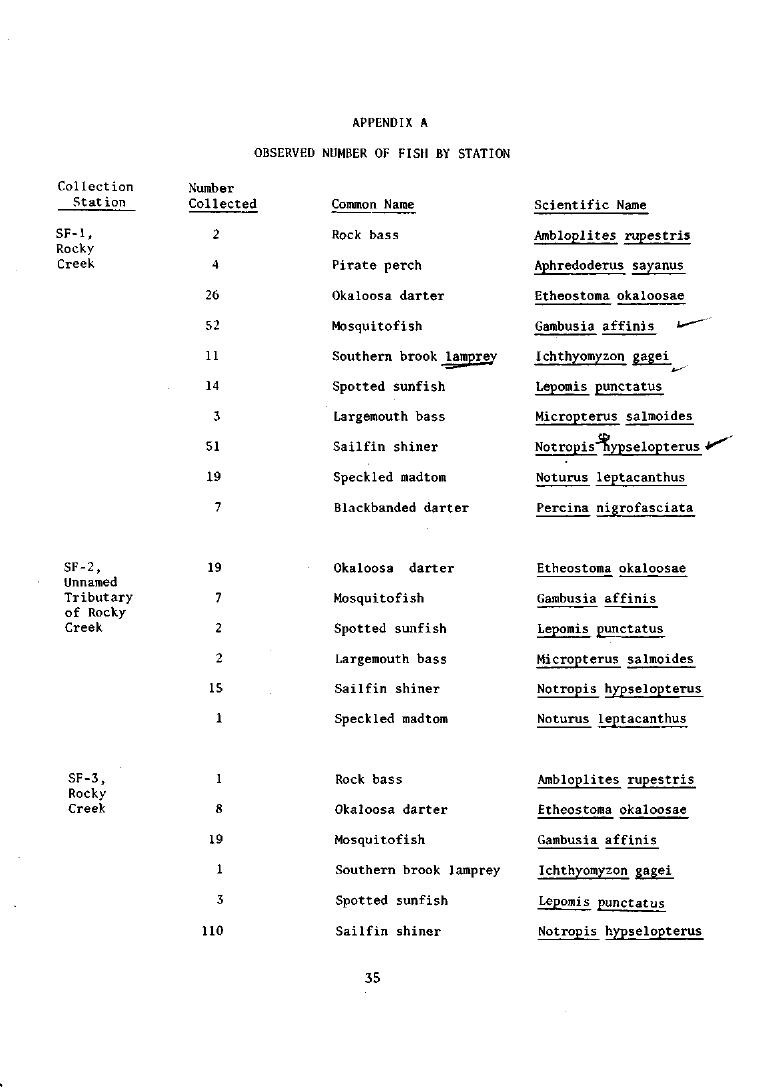 APPENDIX A
OBSERVED NUMBER OF FISH BY STATION
Collection Station Number Collected Common Name Scientific Name
SF-1, Rocky Creek 2 Rock bass Ambloplites rupestris
4 Pirate perch Aphredoderus sayanus
26 Okaloosa darter Etheostoma okaloosae
52 Mosquitofish Gambusia affinis
11 Southern brook lamprey Ichthyomyzon gagei
14 Spotted sunfish Lepomis punctatus
3 Largemouth bass Micropterus salmoides
51 Sailfin shiner Notropis hypselopterus
19 Speckled madtom Noturus leptacanthus
7 Blackbanded darter Percina nigrofasciata
SF-2, Unnamed Tributary of Rocky Creek 19 Okaloosa darter Etheostoma okaloosae
7 Mosquitofish Gambusia affinis
2 Spotted sunfish Lepomis punctatus
2 Largemouth bass Micropterus salmoides
15 Sailfin shiner Notropis hypselopterus
1 Speckled madtom Noturus leptacanthus
SF-3, Rocky Creek 1 Rock bass Ambloplites rupestris
8 Okaloosa darter Etheostoma okaloosae
19 Mosquitofish Gambusia affinis
1 Southern brook lamprey Ichthyomyzon gagei
3 Spotted sunfish Lepomis punctatus
110 Sailfin shiner Notropis hypselopterus
35